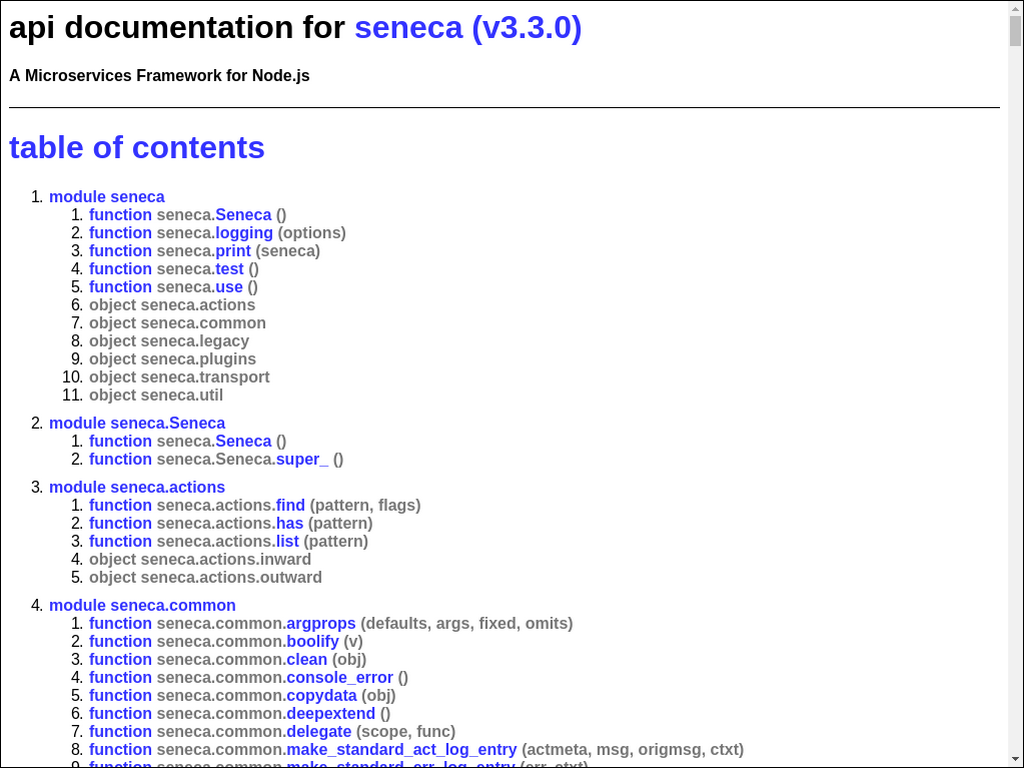 api documentation for seneca (v3.3.0)
A Microservices Framework for Node.js
table of contents
1. module seneca
1. function seneca.Seneca ()
2. function seneca.logging (options)
3. function seneca.print (seneca)
4. function seneca.test ()
5. function seneca.use ()
6. object seneca.actions
7. object seneca.common
8. object seneca.legacy
9. object seneca.plugins
10. object seneca.transport
11. object seneca.util
2. module seneca.Seneca
1. function seneca.Seneca ()
2. function seneca.Seneca.super_ ()
3. module seneca.actions
1. function seneca.actions.find (pattern, flags)
2. function seneca.actions.has (pattern)
3. function seneca.actions.list (pattern)
4. object seneca.actions.inward
5. object seneca.actions.outward
4. module seneca.common
1. function seneca.common.argprops (defaults, args, fixed, omits)
2. function seneca.common.boolify (v)
3. function seneca.common.clean (obj)
4. function seneca.common.console_error ()
5. function seneca.common.copydata (obj)
6. function seneca.common.deepextend ()
7. function seneca.common.delegate (scope, func)
8. function seneca.common.make_standard_act_log_entry (actmeta, msg, origmsg, ctxt)
9. function seneca.common.make_standard_err_log_entry (err, ctxt)